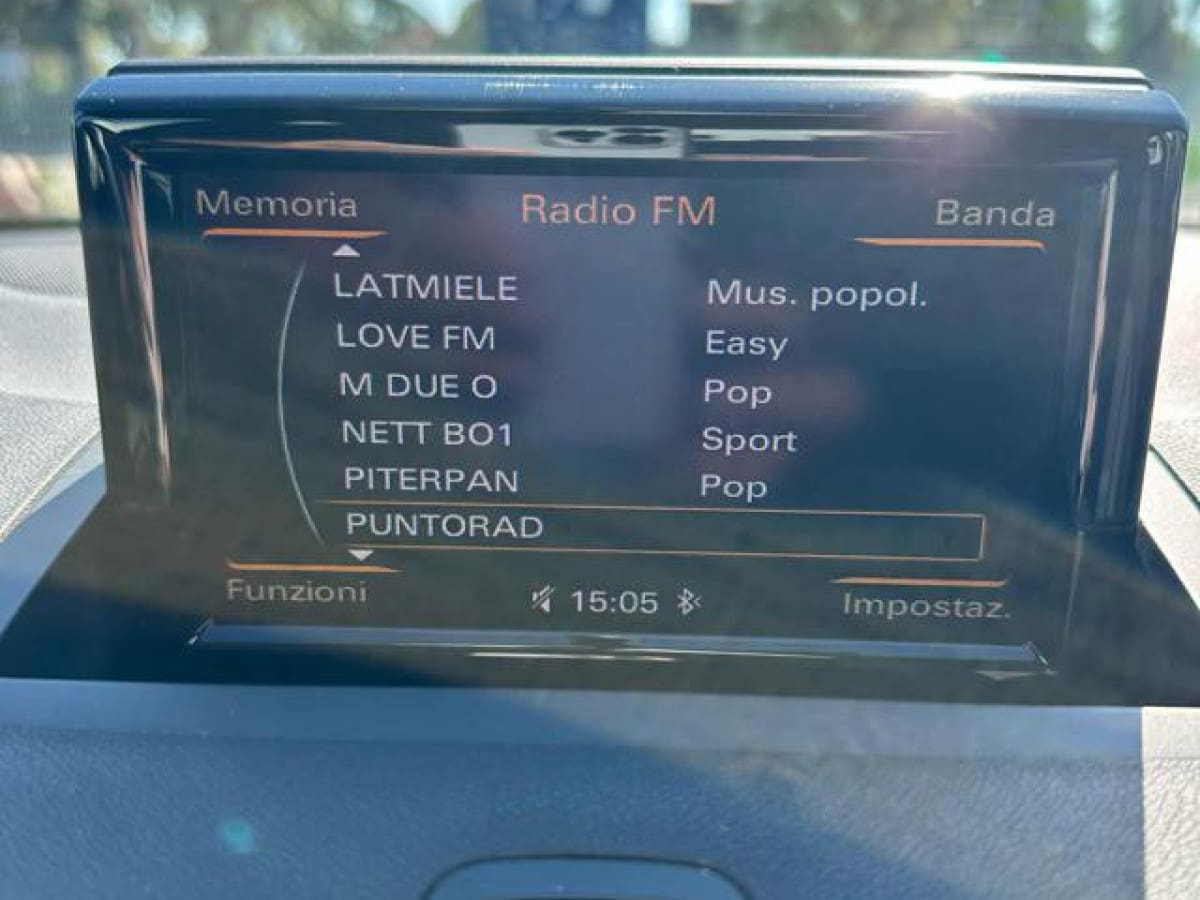 Memoria Radio FM Banda
LATMIELE Mus. popol.
LOVE FM Easy
M DUE O Pop
NETT BO1 Sport
PITERPAN Pop
PUNTORAD
Funzioni 15:05 Impostaz.